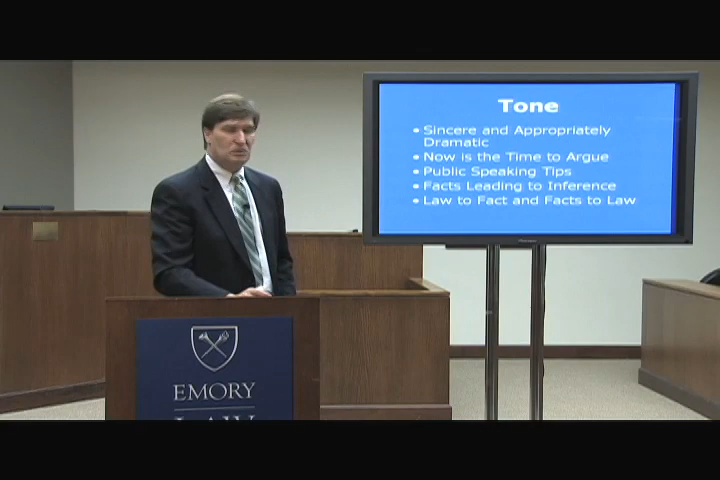 Tone
• Sincere and Appropriately
Dramatic
• Now is the Time to Argue
• Public Speaking Tips
• Facts Leading to Inference
• Law to Fact and Facts to Law
EMORY
LAW